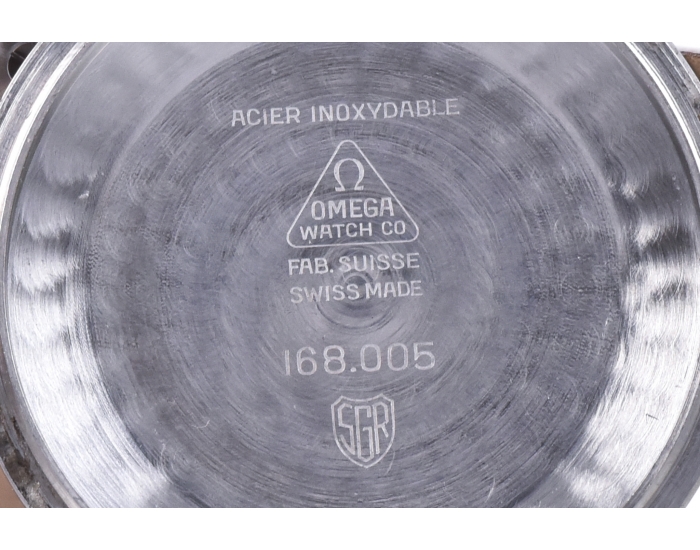 ACIER INOXYDABLE
Ω
OMEGA
WATCH CO
FAB. SUISSE
SWISS MADE
168.005
SGR